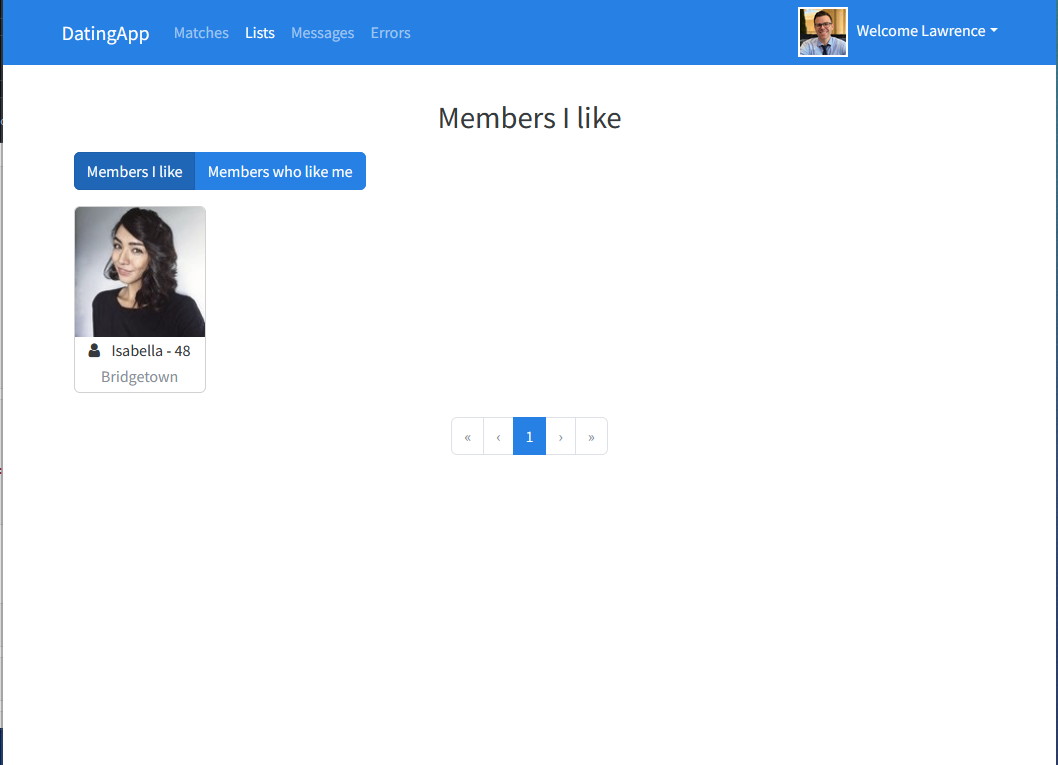 DatingApp Matches Lists Messages Errors Welcome Lawrence
Members I like
Members I like Members who like me
Isabella - 48
Bridgetown
« ‹ 1 › »